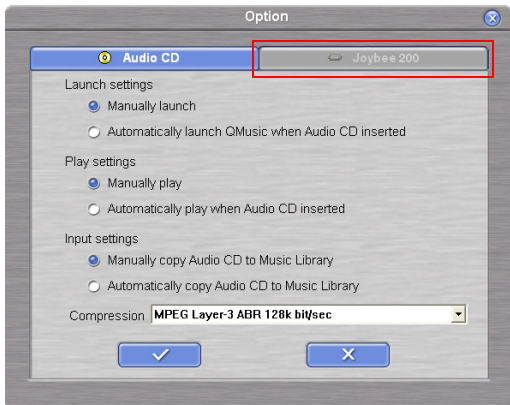 Option
Audio CD
Joybee 200
Launch settings
Manually launch
Automatically launch QMusic when Audio CD inserted
Play settings
Manually play
Automatically play when Audio CD inserted
Input settings
Manually copy Audio CD to Music Library
Automatically copy Audio CD to Music Library
Compression MPEG Layer-3 ABR 128k bit/sec